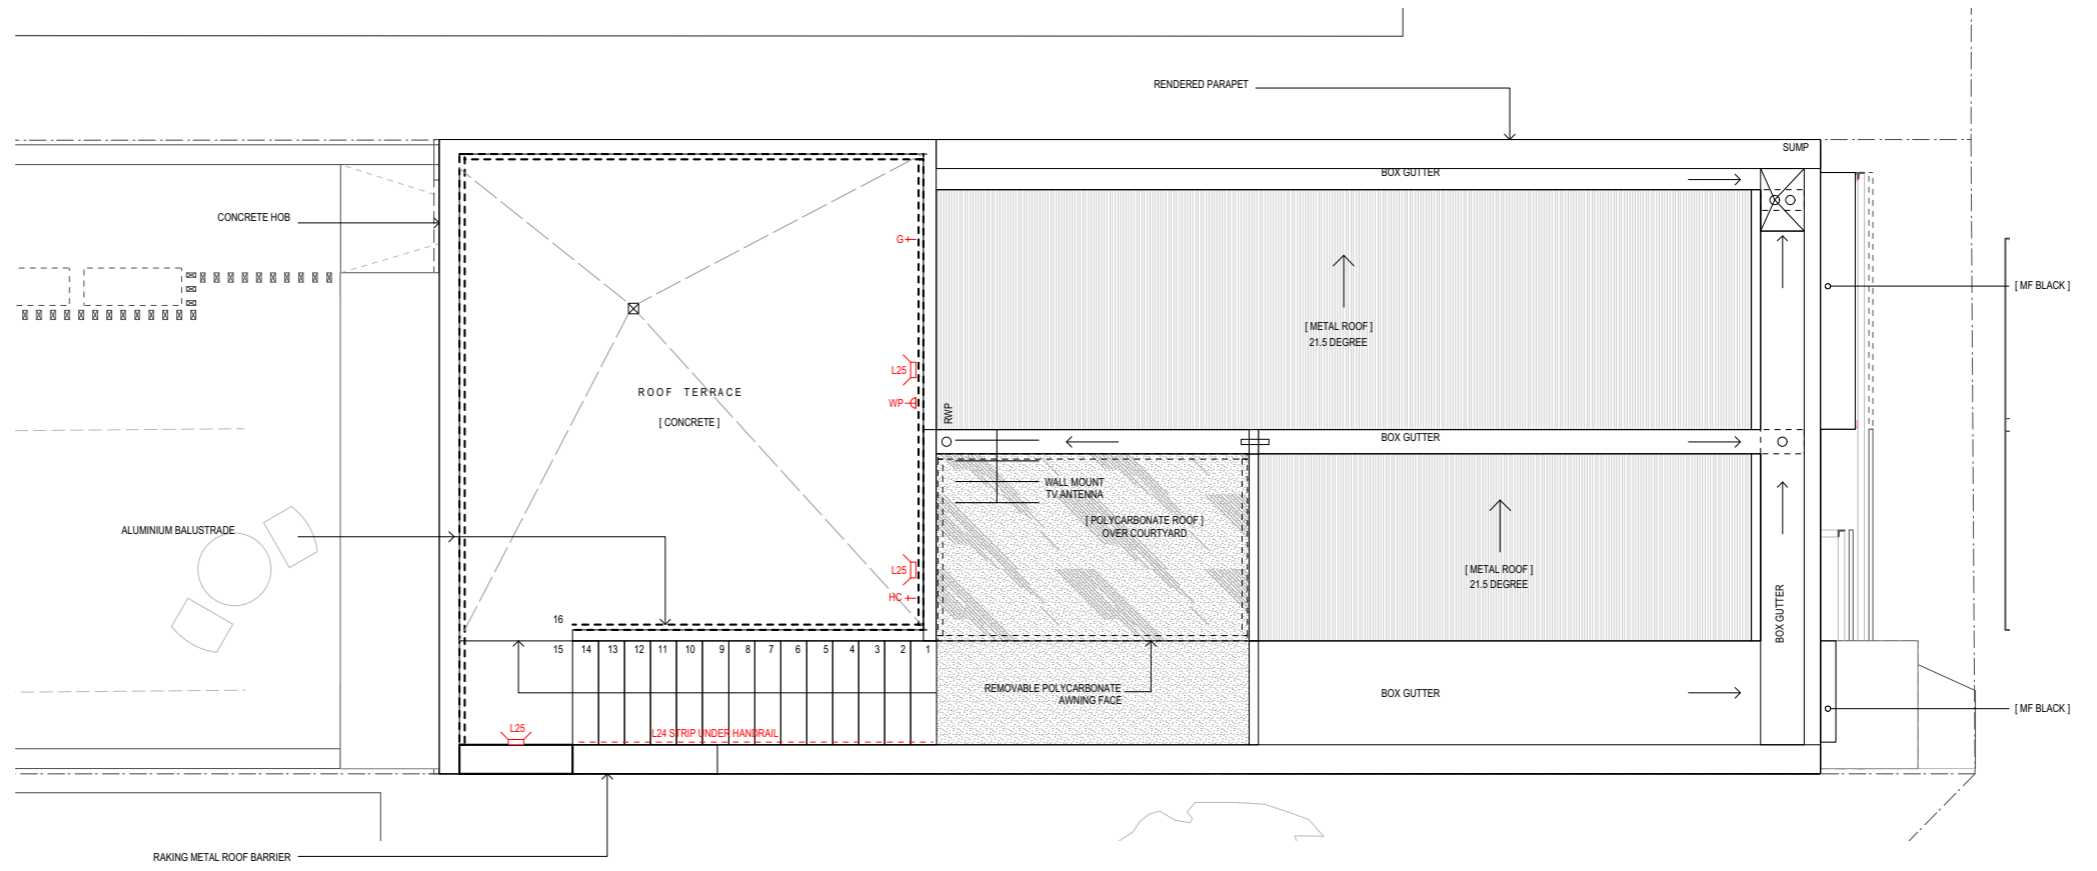 RENDERED PARAPET
SUMP
BOX GUTTER
CONCRETE HOB
G
[ MF BLACK ]
[ METAL ROOF ]
21.5 DEGREE
L25
ROOF TERRACE
[ CONCRETE ]
WP
RWP
BOX GUTTER
WALL MOUNT
TV ANTENNA
[ POLYCARBONATE ROOF ]
OVER COURTYARD
ALUMINIUM BALUSTRADE
L25
[ METAL ROOF ]
21.5 DEGREE
HC
BOX GUTTER
16
15 14 13 12 11 10 9 8 7 6 5 4 3 2 1
REMOVABLE POLYCARBONATE
AWNING FACE
BOX GUTTER
[ MF BLACK ]
L25
L24 STRIP UNDER HANDRAIL
RAKING METAL ROOF BARRIER